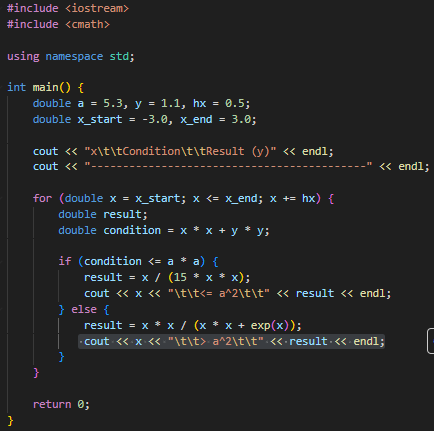 #include <iostream>
#include <cmath>
using namespace std;
int main() {
double a = 5.3, y = 1.1, hx = 0.5;
double x_start = -3.0, x_end = 3.0;
cout << "x\t\tCondition\t\tResult (y)" << endl;
cout << "-------------------------------------------" << endl;
for (double x = x_start; x <= x_end; x += hx) {
double result;
double condition = x * x + y * y;
if (condition <= a * a) {
result = x / (15 * x * x);
cout << x << "\t\t<= a^2\t\t" << result << endl;
} else {
result = x * x / (x * x + exp(x));
cout << x << "\t\t> a^2\t\t" << result << endl;
}
}
return 0;
}